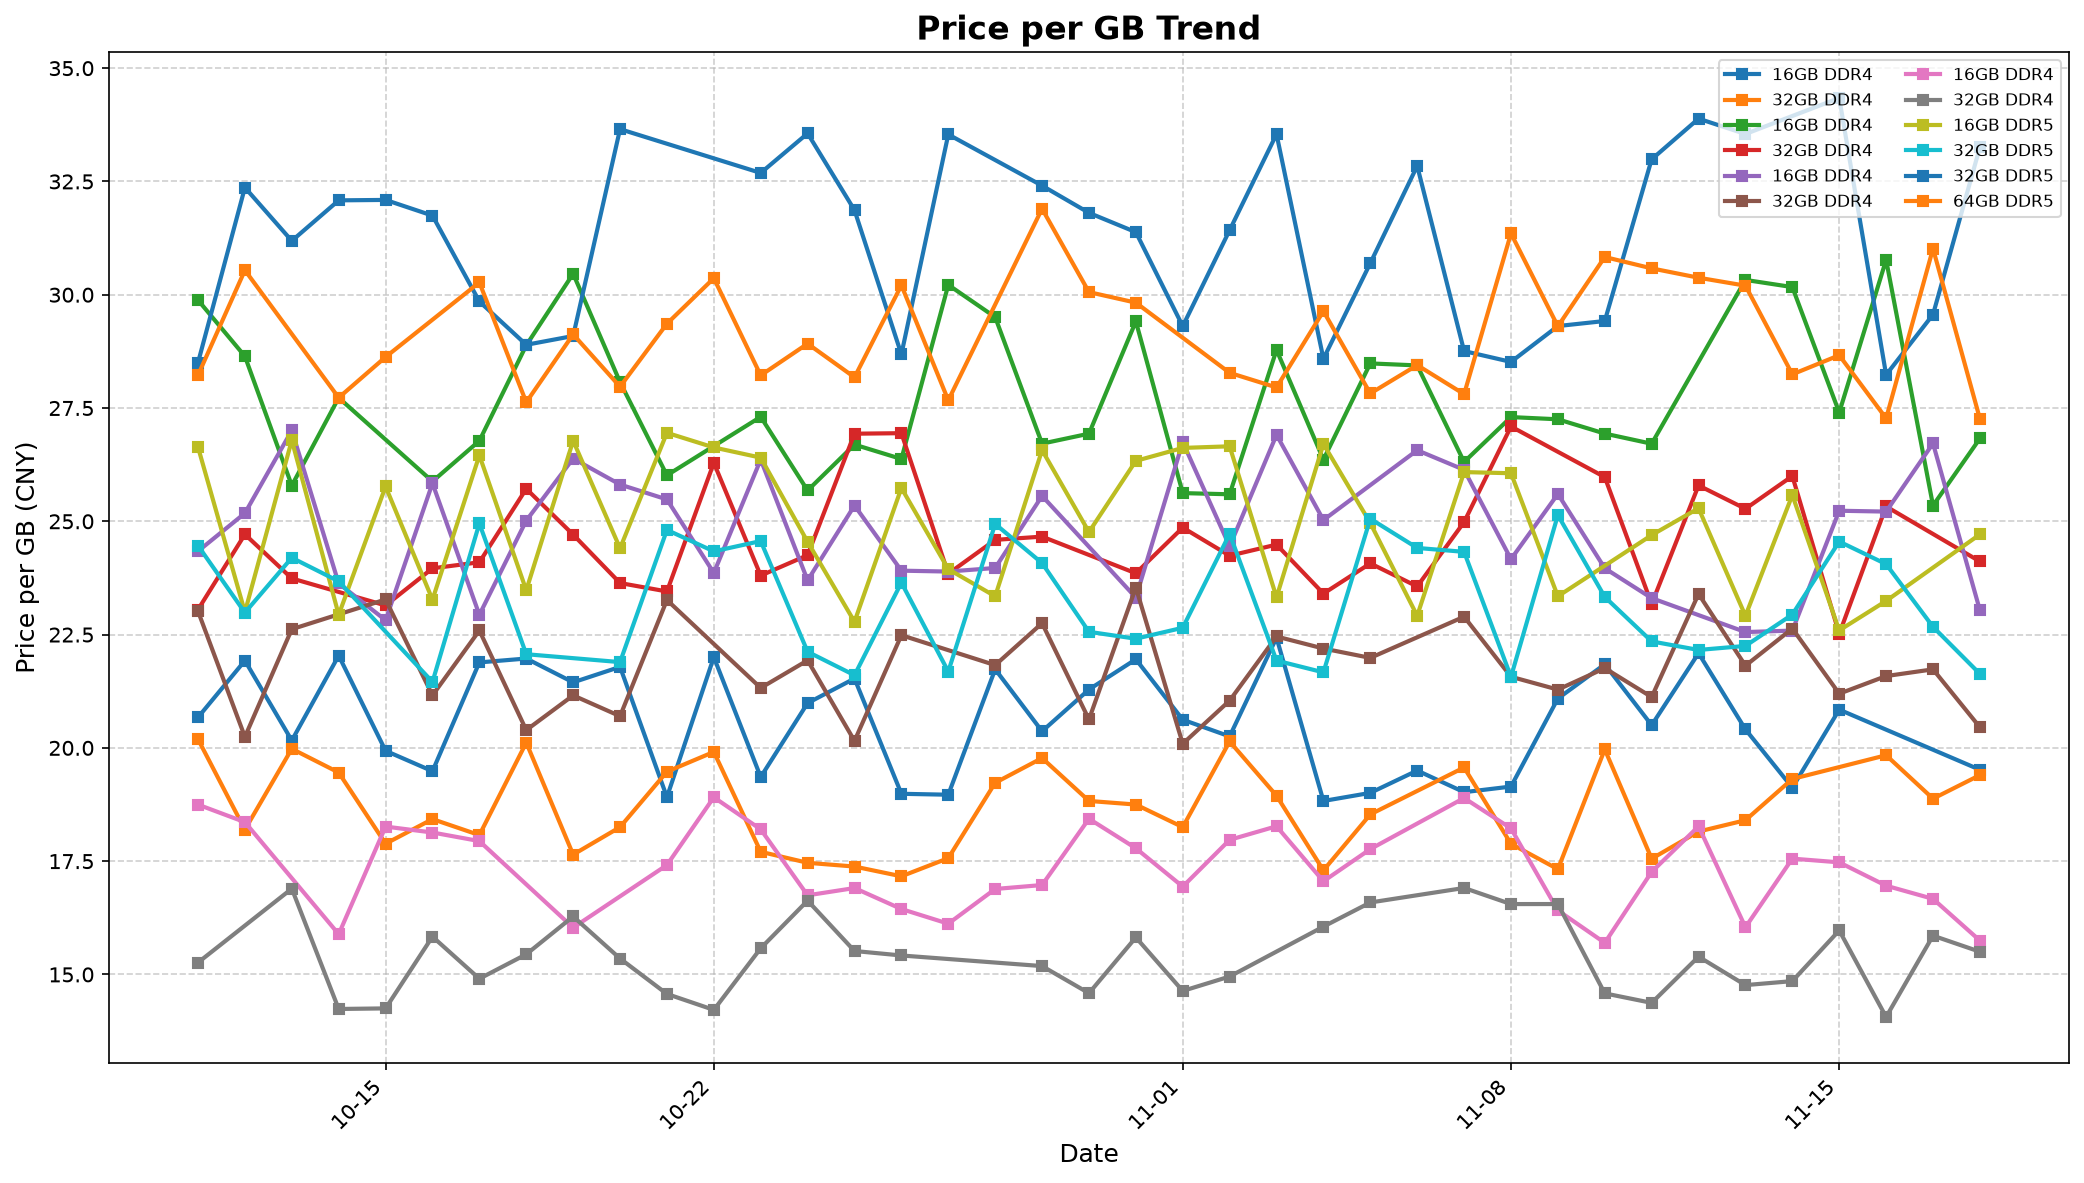 Price per GB Trend
35.0
32.5
30.0
27.5
25.0
22.5
20.0
17.5
15.0
Price per GB (CNY)
16GB DDR4
32GB DDR4
16GB DDR4
32GB DDR4
16GB DDR4
32GB DDR4
16GB DDR4
32GB DDR4
16GB DDR5
32GB DDR5
32GB DDR5
64GB DDR5
10-15
10-22
11-01
11-08
11-15
Date